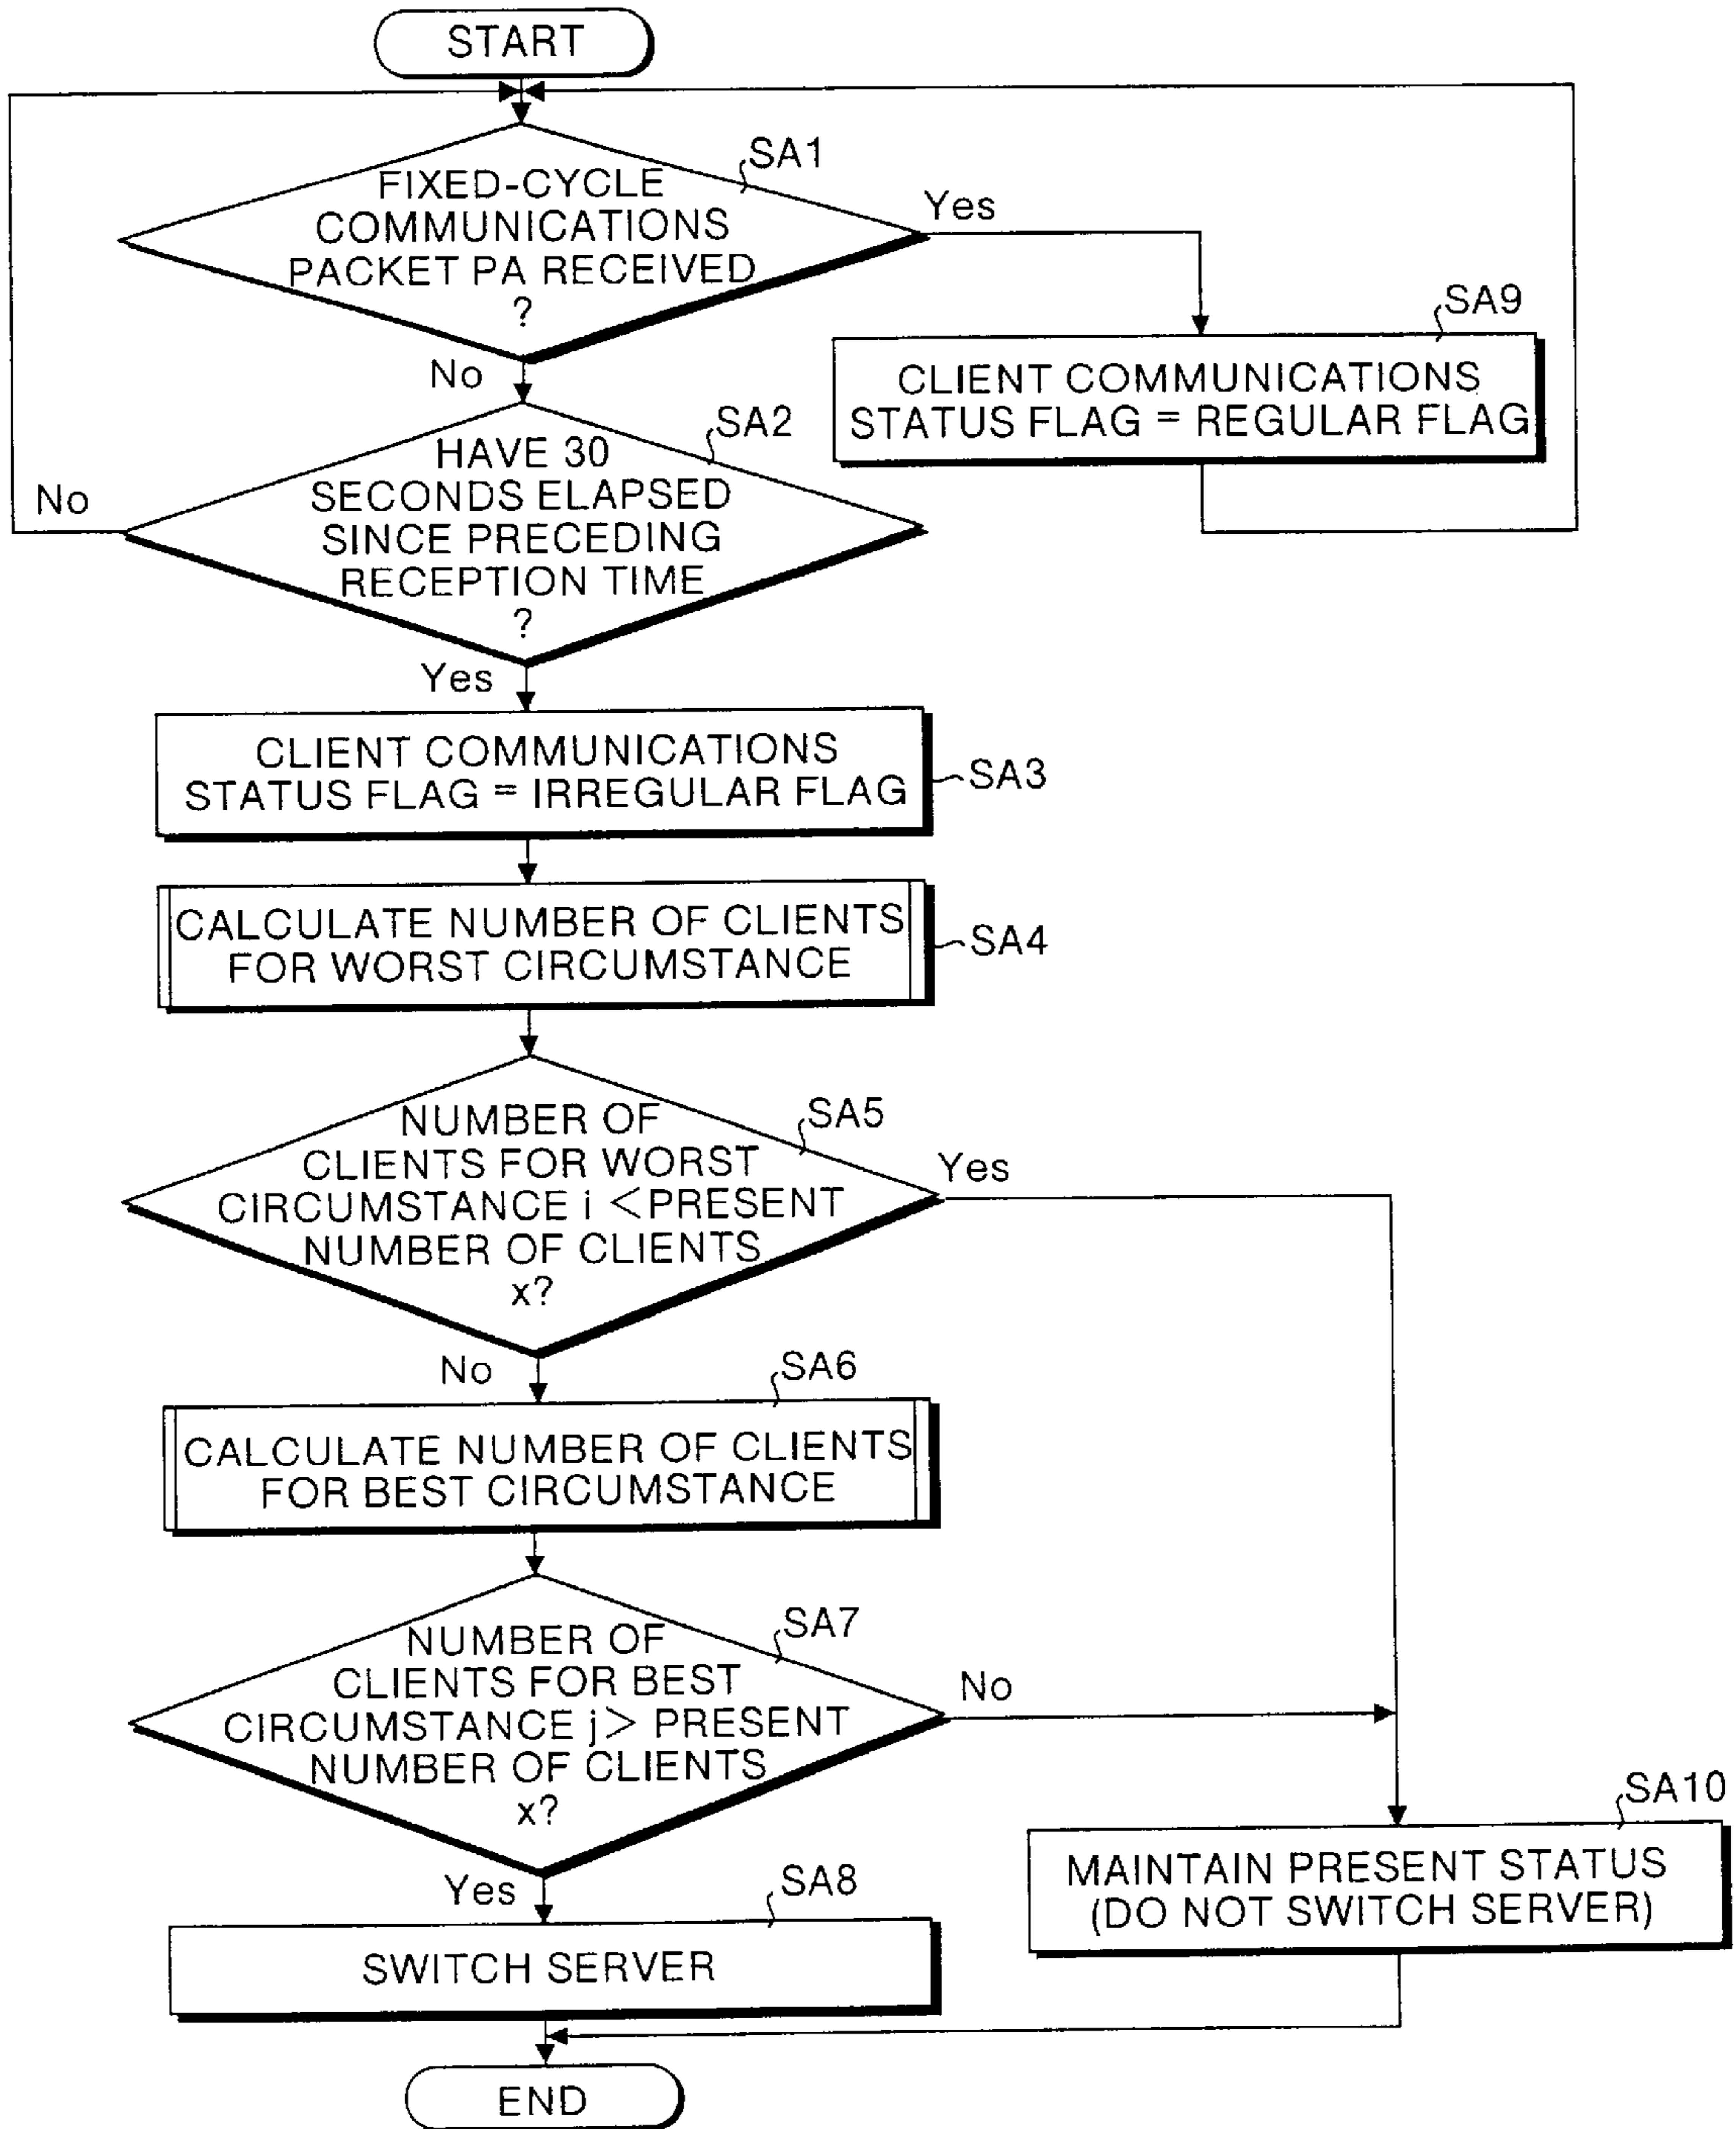 START
SA1
FIXED-CYCLE
COMMUNICATIONS
PACKET PA RECEIVED
?
Yes
No
SA9
CLIENT COMMUNICATIONS
STATUS FLAG = REGULAR FLAG
SA2
HAVE 30
SECONDS ELAPSED
SINCE PRECEDING
RECEPTION TIME
?
No
Yes
CLIENT COMMUNICATIONS
STATUS FLAG = IRREGULAR FLAG
SA3
CALCULATE NUMBER OF CLIENTS
FOR WORST CIRCUMSTANCE
SA4
SA5
NUMBER OF
CLIENTS FOR WORST
CIRCUMSTANCE i <PRESENT
NUMBER OF CLIENTS
x?
Yes
No
SA6
CALCULATE NUMBER OF CLIENTS
FOR BEST CIRCUMSTANCE
SA7
NUMBER OF
CLIENTS FOR BEST
CIRCUMSTANCE j> PRESENT
NUMBER OF CLIENTS
x?
No
Yes
SA10
MAINTAIN PRESENT STATUS
(DO NOT SWITCH SERVER)
SA8
SWITCH SERVER
END